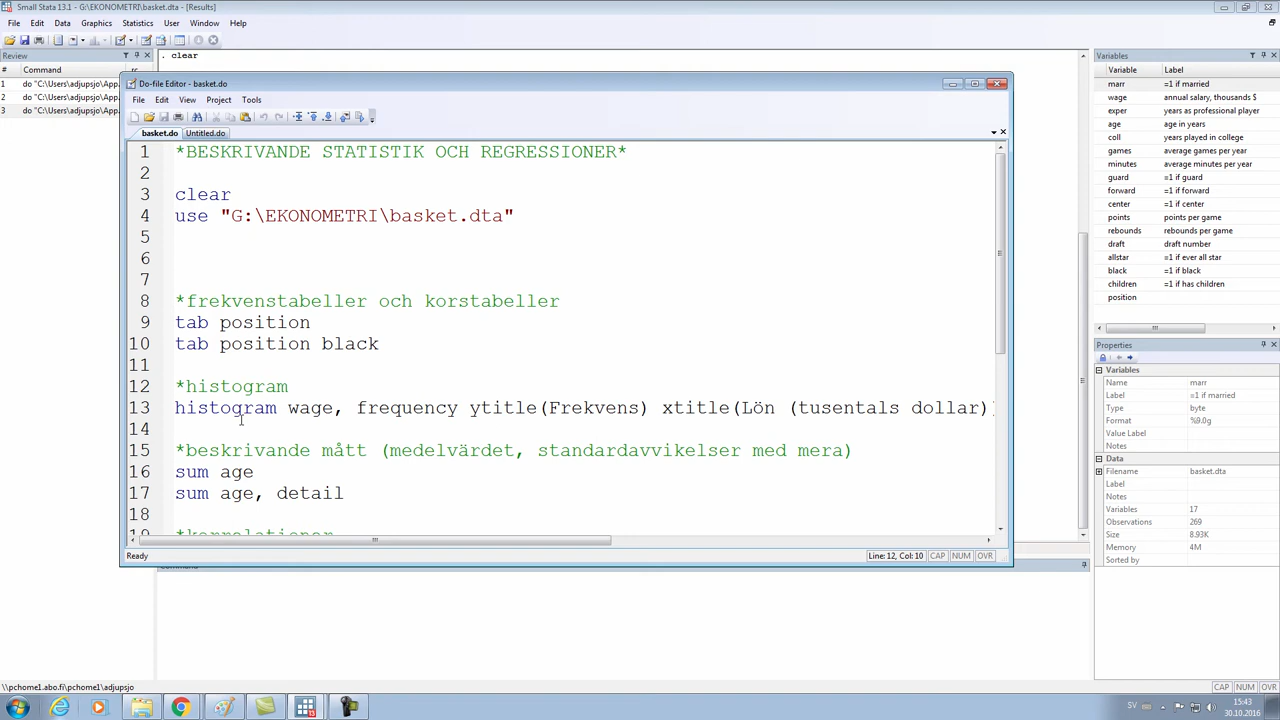 Small Stata 13.1 - G:\EKONOMETRI\basket.dta - [Results]
File Edit Data Graphics Statistics User Window Help
Review
# Command
1 do "C:\Users\adjupsjo\App.
2 do "C:\Users\adjupsjo\App.
3 do "C:\Users\adjupsjo\App.
. clear
Do-file Editor - basket.do
File Edit View Project Tools
basket.do Untitled.do
1 *BESKRIVANDE STATISTIK OCH REGRESSIONER*
2
3 clear
4 use "G:\EKONOMETRI\basket.dta"
5
6
7
8 *frekvenstabeller och korstabeller
9 tab position
10 tab position black
11
12 *histogram
13 histogram wage, frequency ytitle(Frekvens) xtitle(Lön (tusentals dollar))
14
15 *beskrivande mått (medelvärdet, standardavvikelser med mera)
16 sum age
17 sum age, detail
18
19 *korrelationer
Ready
Line: 12, Col: 10 CAP NUM OVR
Command
Variables
Variable Label
marr =1 if married
wage annual salary, thousands $
exper years as professional player
age age in years
coll years played in college
games average games per year
minutes average minutes per year
guard =1 if guard
forward =1 if forward
center =1 if center
points points per game
rebounds rebounds per game
draft draft number
allstar =1 if ever all star
black =1 if black
children =1 if has children
position
Properties
Variables
Name marr
Label =1 if married
Type byte
Format %9.0g
Value Label
Notes
Data
Filename basket.dta
Label
Notes
Variables 17
Observations 269
Size 8.93K
Memory 4M
Sorted by
\\pchome1.abo.fi\pchome1\adjupsjo
CAP NUM OVR
SV
15:43
30.10.2016